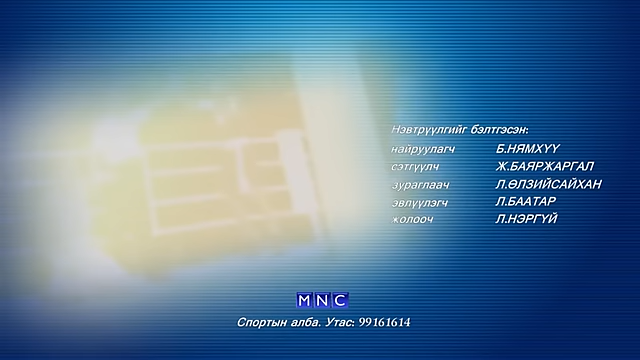 Нэвтрүүлгийг бэлтгэсэн:
найруулагч Б.НЯМХҮҮ
сэтгүүлч Ж.БАЯРЖАРГАЛ
зураглаач Л.ӨЛЗИЙСАЙХАН
эвлүүлэгч Л.БААТАР
жолооч Л.НЭРГҮЙ
MNC
Спортын алба. Утас: 99161614